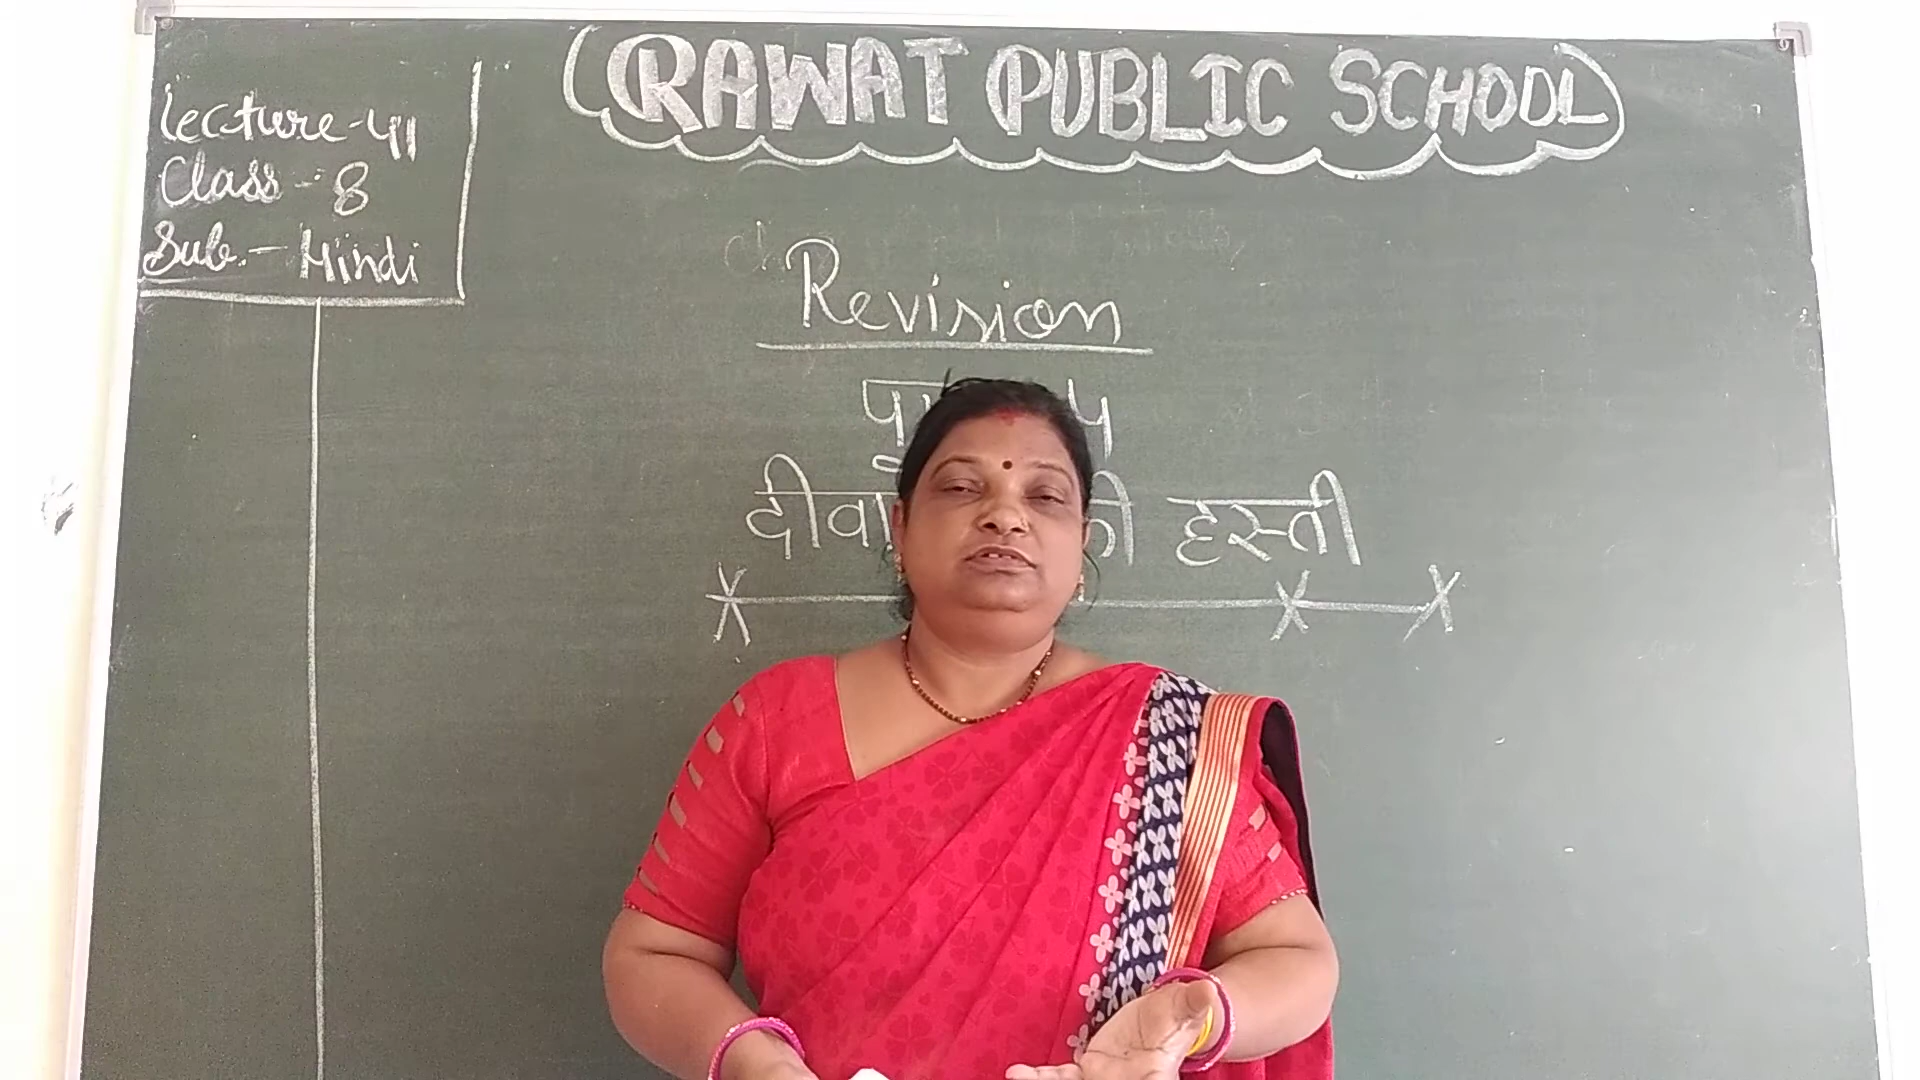 RAWAT PUBLIC SCHOOL
Lecture-41
Class - 8
Sub.- Hindi
Revision
हस्ती